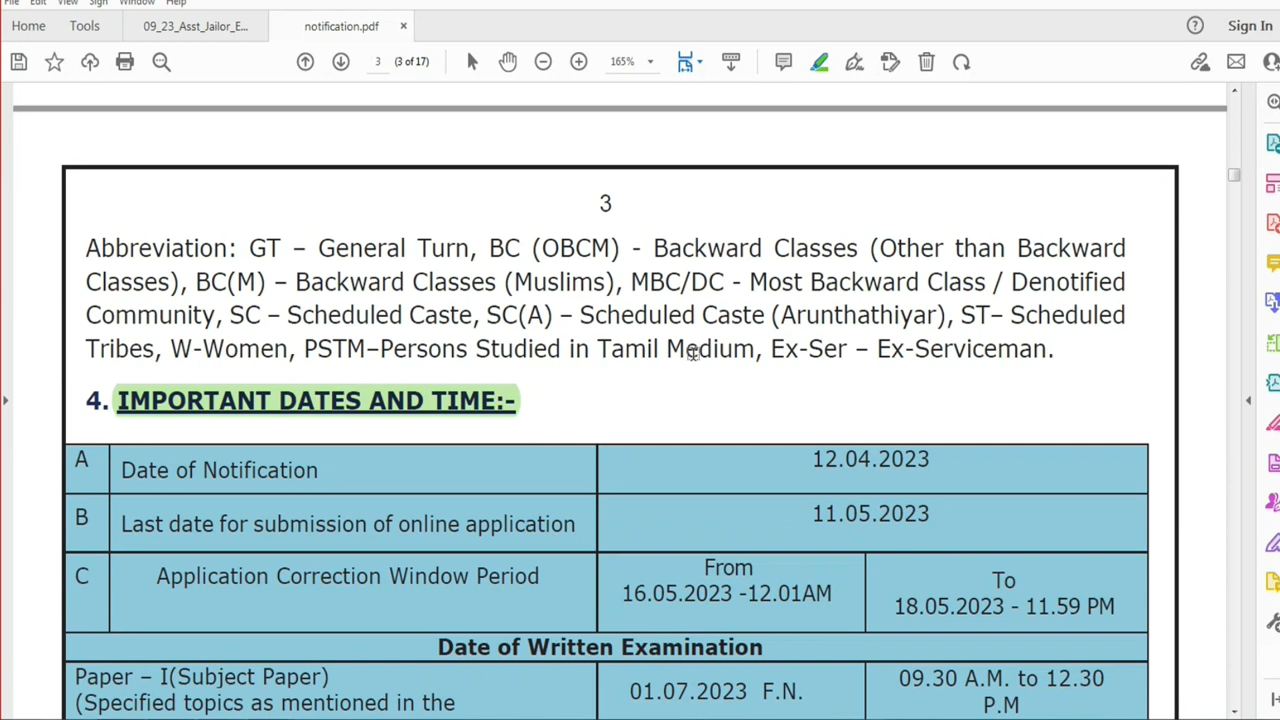 File Edit View Sign Window Help
Home Tools 09_23_Asst_Jailor_E... notification.pdf × Sign In
3 (3 of 17) 165%
3
Abbreviation: GT – General Turn, BC (OBCM) - Backward Classes (Other than Backward
Classes), BC(M) – Backward Classes (Muslims), MBC/DC - Most Backward Class / Denotified
Community, SC – Scheduled Caste, SC(A) – Scheduled Caste (Arunthathiyar), ST– Scheduled
Tribes, W-Women, PSTM–Persons Studied in Tamil Medium, Ex-Ser – Ex-Serviceman.
4. IMPORTANT DATES AND TIME:-
A Date of Notification 12.04.2023
B Last date for submission of online application 11.05.2023
C Application Correction Window Period From 16.05.2023 -12.01AM To 18.05.2023 - 11.59 PM
Date of Written Examination
Paper – I(Subject Paper)
(Specified topics as mentioned in the
01.07.2023 F.N.
09.30 A.M. to 12.30
P.M